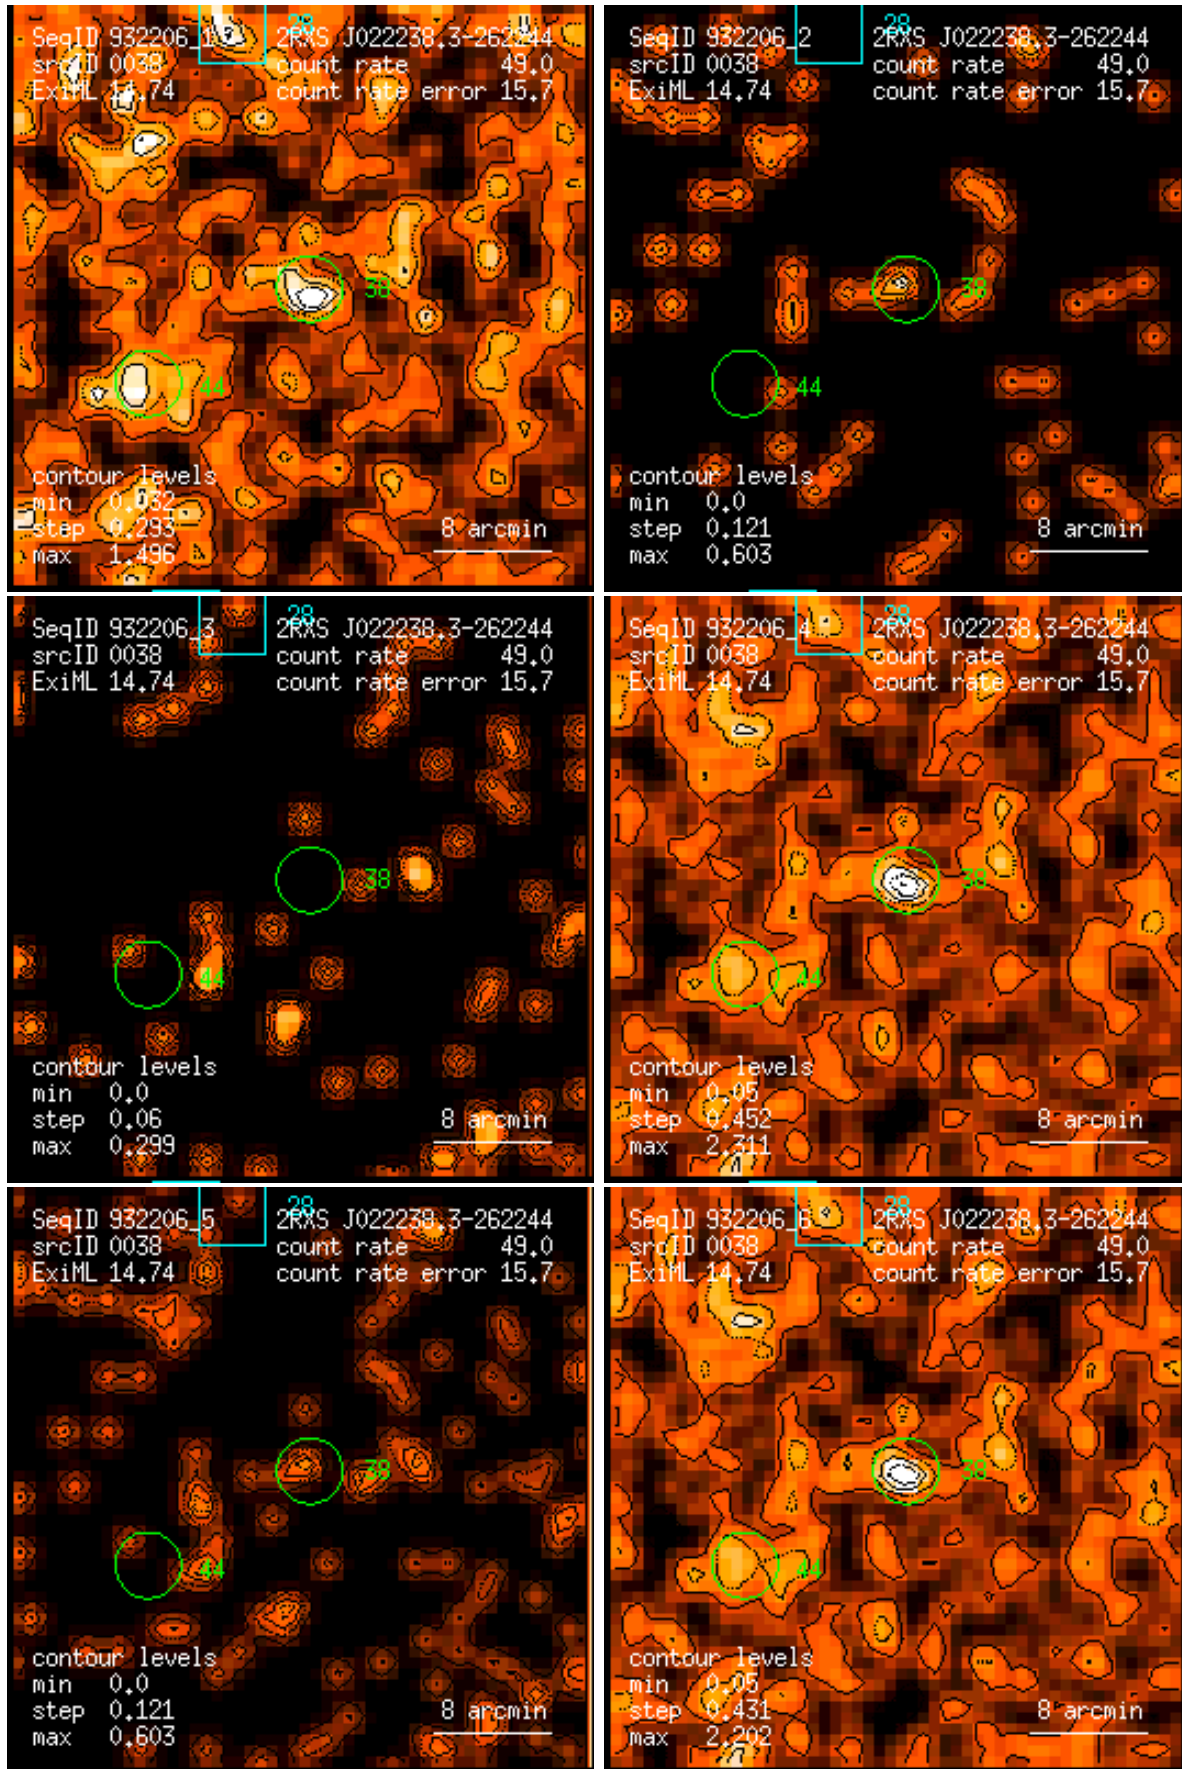 28
SeqID 932206_1 2RXS J022238.3-262244
srcID 0038 count rate 49.0
ExiML 14.74 count rate error 15.7
38
44
contour levels
min 0.032
step 0.293 8 arcmin
max 1.496
28
SeqID 932206_2 2RXS J022238.3-262244
srcID 0038 count rate 49.0
ExiML 14.74 count rate error 15.7
38
44
contour levels
min 0.0
step 0.121 8 arcmin
max 0.603
28
SeqID 932206_3 2RXS J022238.3-262244
srcID 0038 count rate 49.0
ExiML 14.74 count rate error 15.7
38
44
contour levels
min 0.0
step 0.06 8 arcmin
max 0.299
28
SeqID 932206_4 2RXS J022238.3-262244
srcID 0038 count rate 49.0
ExiML 14.74 count rate error 15.7
38
44
contour levels
min 0.05
step 0.452 8 arcmin
max 2.311
28
SeqID 932206_5 2RXS J022238.3-262244
srcID 0038 count rate 49.0
ExiML 14.74 count rate error 15.7
38
44
contour levels
min 0.0
step 0.121 8 arcmin
max 0.603
28
SeqID 932206_6 2RXS J022238.3-262244
srcID 0038 count rate 49.0
ExiML 14.74 count rate error 15.7
38
44
contour levels
min 0.05
step 0.431 8 arcmin
max 2.202